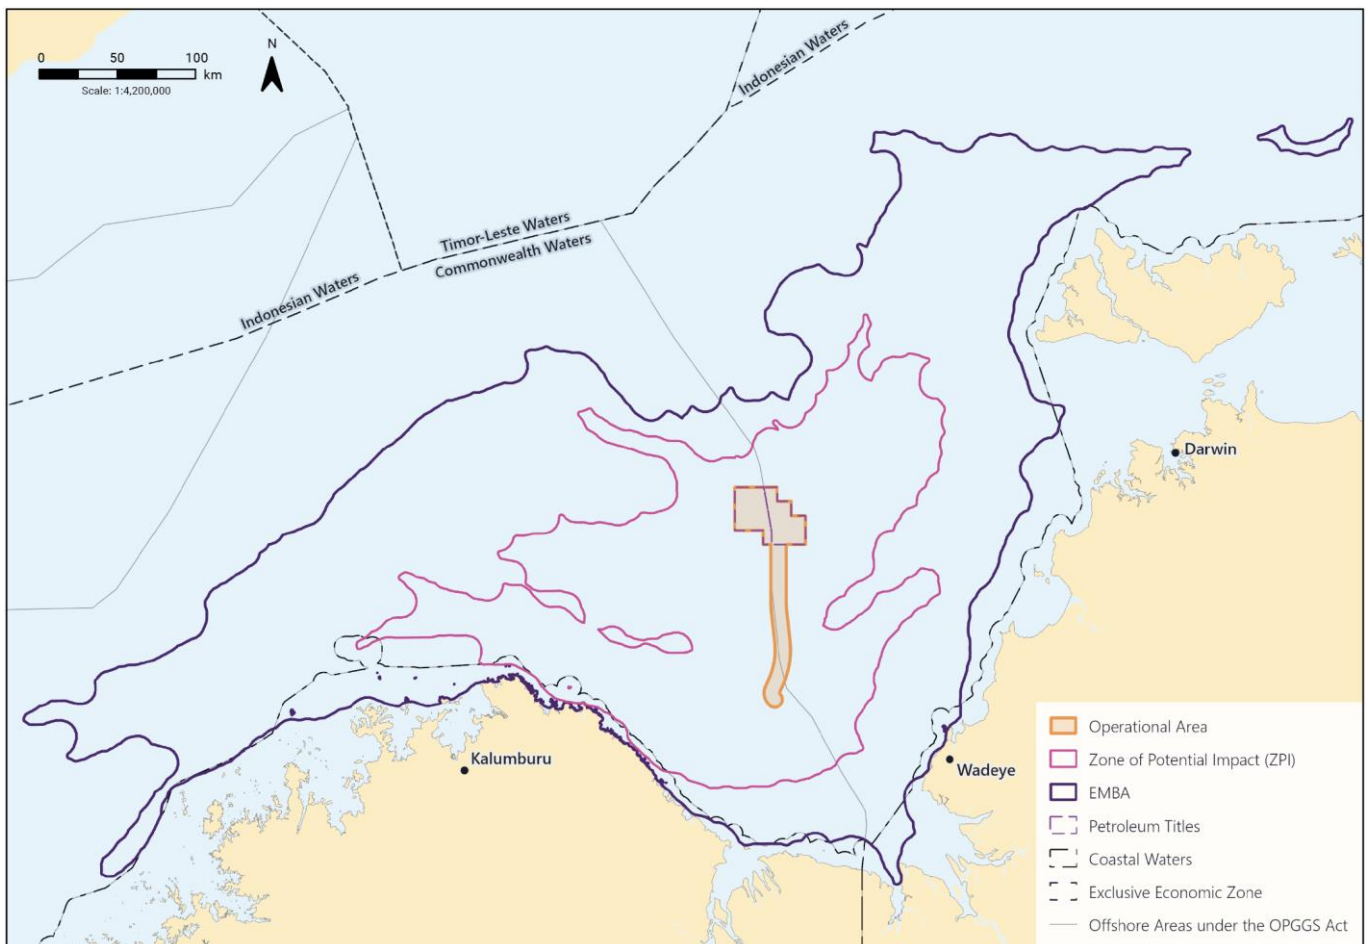 0 50 100
km
Scale: 1:4,200,000
N
Indonesian Waters
Timor-Leste Waters
Commonwealth Waters
Indonesian Waters
Darwin
Kalumburu
Wadeye
Operational Area
Zone of Potential Impact (ZPI)
EMBA
Petroleum Titles
Coastal Waters
Exclusive Economic Zone
Offshore Areas under the OPGGS Act